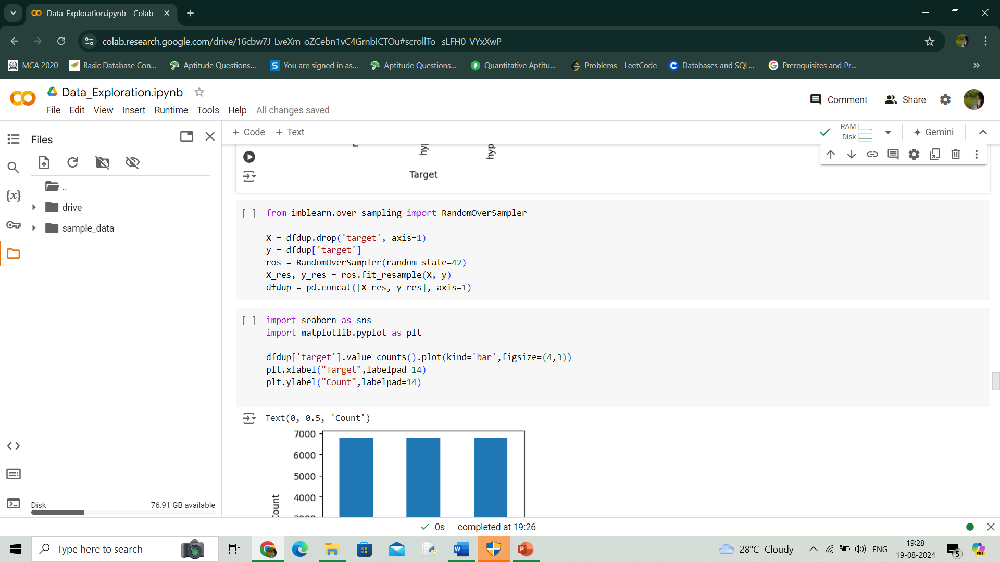 Data_Exploration.ipynb - Colab
colab.research.google.com/drive/16cbw7J-LveXm-oZCebn1vC4GrnbICTOu#scrollTo=sLFH0_VYxXwP
MCA 2020
Basic Database Con...
Aptitude Questions...
You are signed in as...
Aptitude Questions...
Quantitative Aptitu...
Problems - LeetCode
Databases and SQL...
Prerequisites and Pr...
Data_Exploration.ipynb
Comment
Share
File Edit View Insert Runtime Tools Help All changes saved
Files
+ Code + Text
RAM
Disk
Gemini
hyp
Target
..
drive
sample_data
[ ] from imblearn.over_sampling import RandomOverSampler
X = dfdup.drop('target', axis=1)
y = dfdup['target']
ros = RandomOverSampler(random_state=42)
X_res, y_res = ros.fit_resample(X, y)
dfdup = pd.concat([X_res, y_res], axis=1)
[ ] import seaborn as sns
import matplotlib.pyplot as plt
dfdup['target'].value_counts().plot(kind='bar',figsize=(4,3))
plt.xlabel("Target",labelpad=14)
plt.ylabel("Count",labelpad=14)
Text(0, 0.5, 'Count')
7000
6000
5000
4000
Count
Disk
76.91 GB available
0s completed at 19:26
Type here to search
28°C Cloudy
ENG
19:28
19-08-2024
5